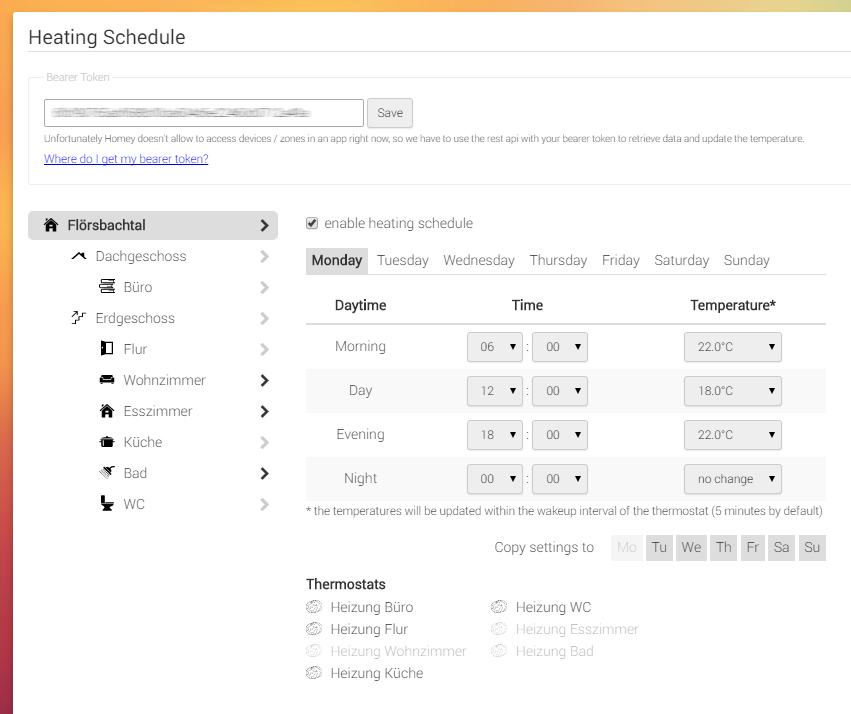 Heating Schedule
Bearer Token
Save
Unfortunately Homey doesn't allow to access devices / zones in an app right now, so we have to use the rest api with your bearer token to retrieve data and update the temperature.
Where do I get my bearer token?
Flörsbachtal
Dachgeschoss
Büro
Erdgeschoss
Flur
Wohnzimmer
Esszimmer
Küche
Bad
WC
enable heating schedule
Monday Tuesday Wednesday Thursday Friday Saturday Sunday
Daytime Time Temperature*
Morning 06 : 00 22.0°C
Day 12 : 00 18.0°C
Evening 18 : 00 22.0°C
Night 00 : 00 no change
* the temperatures will be updated within the wakeup interval of the thermostat (5 minutes by default)
Copy settings to Mo Tu We Th Fr Sa Su
Thermostats
Heizung Büro Heizung WC
Heizung Flur Heizung Esszimmer
Heizung Wohnzimmer Heizung Bad
Heizung Küche